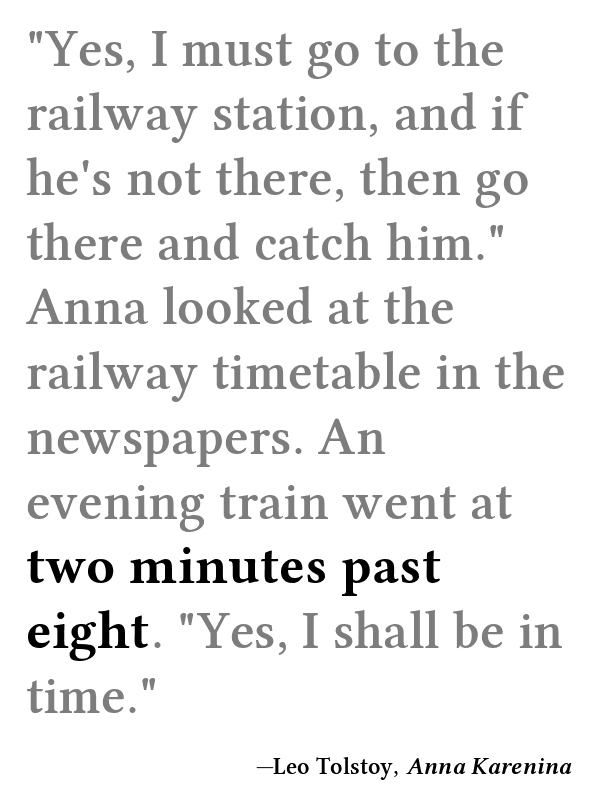 "Yes, I must go to the
railway station, and if
he's not there, then go
there and catch him."
Anna looked at the
railway timetable in the
newspapers. An
evening train went at
two minutes past
eight. "Yes, I shall be in
time."
—Leo Tolstoy, Anna Karenina